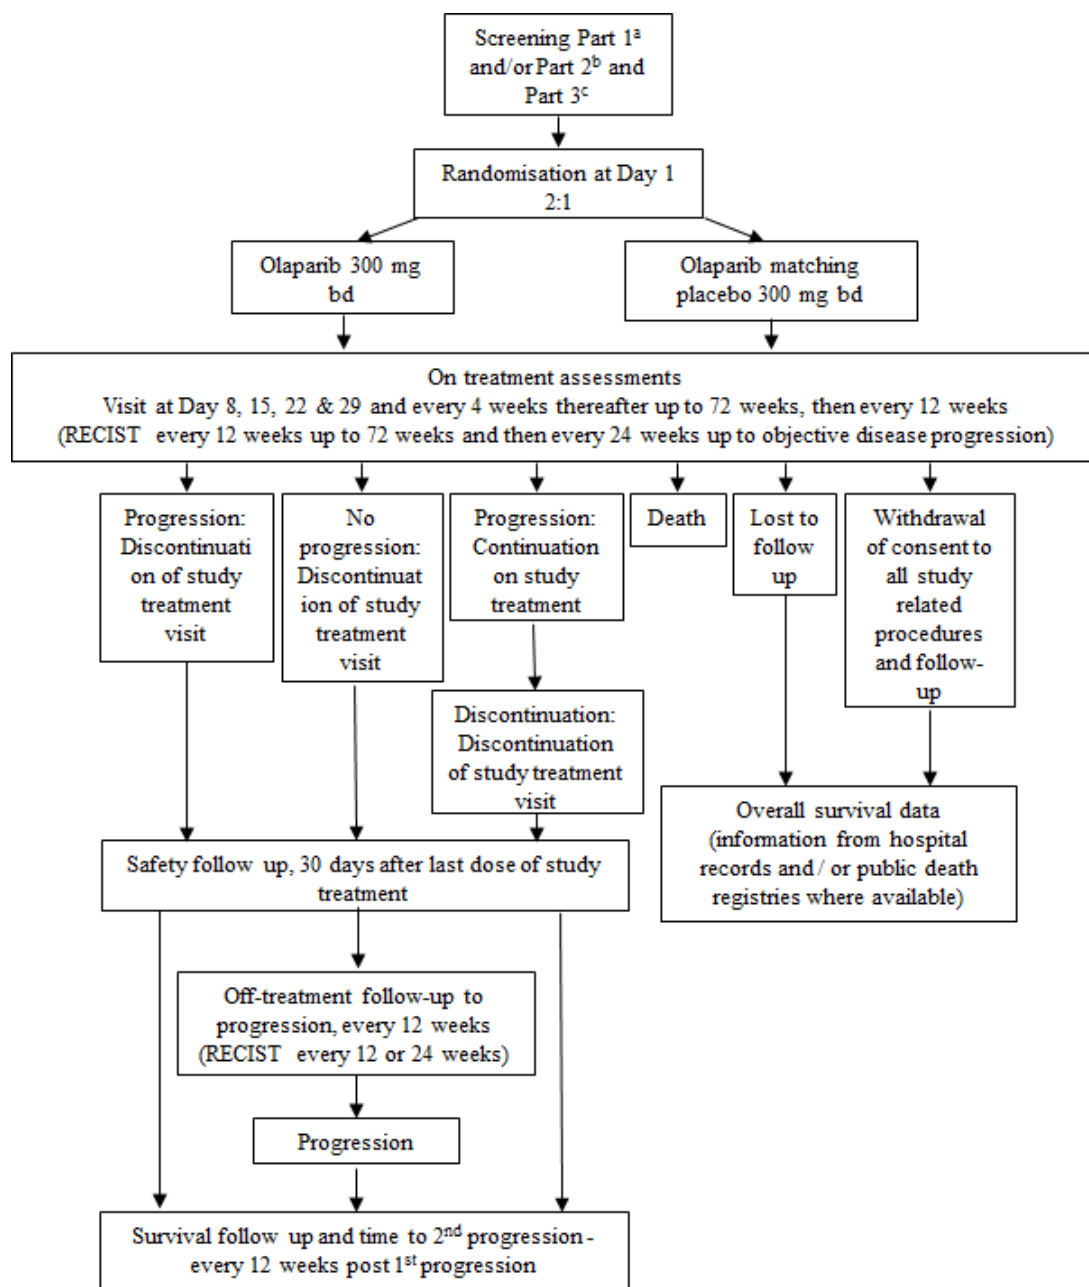 Screening Part 1ª
and/or Part 2ᵇ and
Part 3ᶜ
Randomisation at Day 1
2:1
Olaparib 300 mg
bd
Olaparib matching
placebo 300 mg bd
On treatment assessments
Visit at Day 8, 15, 22 & 29 and every 4 weeks thereafter up to 72 weeks, then every 12 weeks
(RECIST every 12 weeks up to 72 weeks and then every 24 weeks up to objective disease progression)
Progression:
Discontinuati
on of study
treatment
visit
No
progression:
Discontinuat
ion of study
treatment
visit
Progression:
Continuation
on study
treatment
Death
Lost to
follow
up
Withdrawal
of consent to
all study
related
procedures
and follow-
up
Discontinuation:
Discontinuation
of study treatment
visit
Overall survival data
(information from hospital
records and / or public death
registries where available)
Safety follow up, 30 days after last dose of study
treatment
Off-treatment follow-up to
progression, every 12 weeks
(RECIST every 12 or 24 weeks)
Progression
Survival follow up and time to 2ⁿᵈ progression -
every 12 weeks post 1ˢᵗ progression